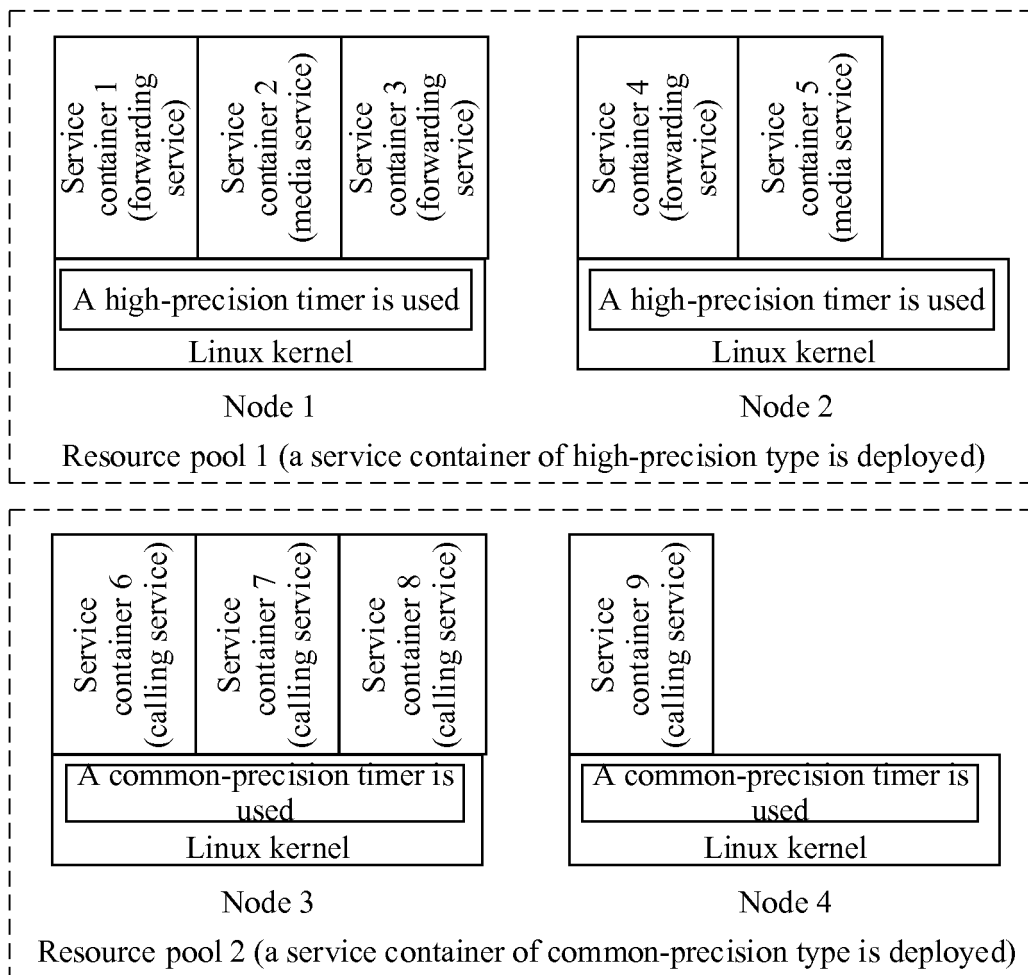 Service
container 1
(forwarding
service)
Service
container 2
(media service)
Service
container 3
(forwarding
service)
A high-precision timer is used
Linux kernel
Node 1
Service
container 4
(forwarding
service)
Service
container 5
(media service)
A high-precision timer is used
Linux kernel
Node 2
Resource pool 1 (a service container of high-precision type is deployed)
Service
container 6
(calling service)
Service
container 7
(calling service)
Service
container 8
(calling service)
A common-precision timer is
used
Linux kernel
Node 3
Service
container 9
(calling service)
A common-precision timer is
used
Linux kernel
Node 4
Resource pool 2 (a service container of common-precision type is deployed)